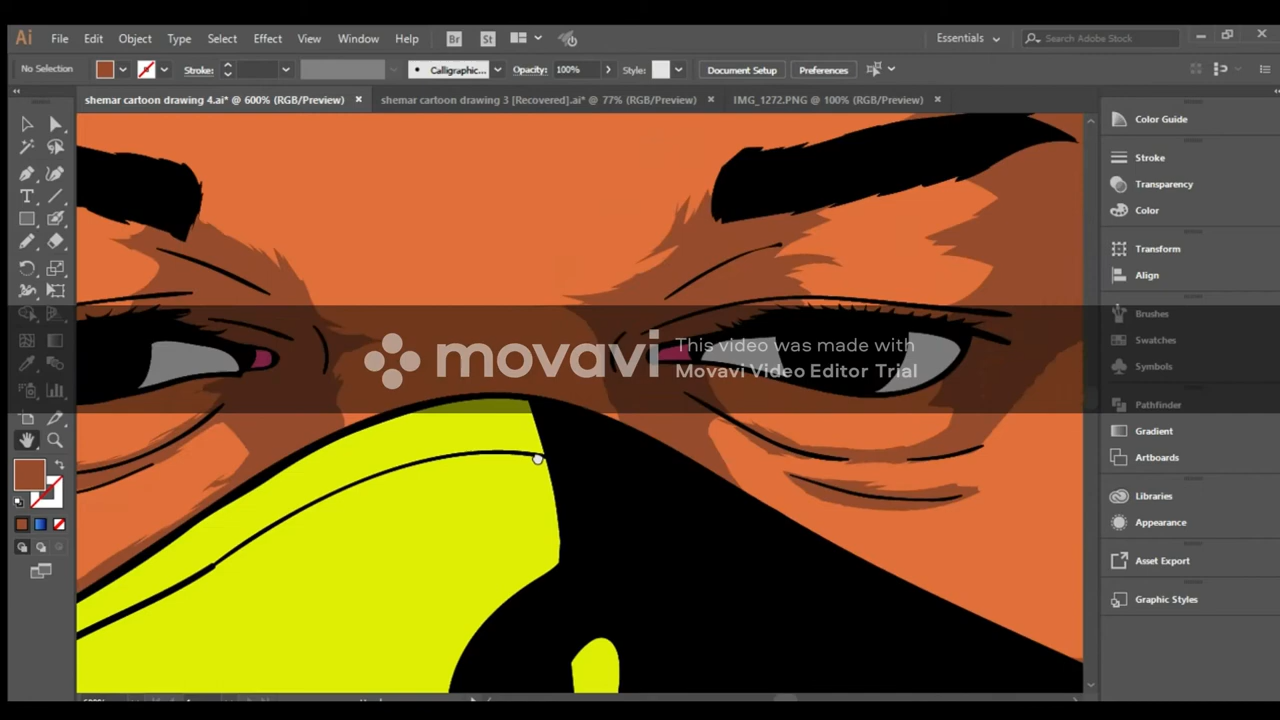 Ai File Edit Object Type Select Effect View Window Help Br St Essentials Search Adobe Stock
No Selection Stroke: Calligraphic... Opacity: 100% Style: Document Setup Preferences
shemar cartoon drawing 4.ai* @ 600% (RGB/Preview) × shemar cartoon drawing 3 [Recovered].ai* @ 77% (RGB/Preview) × IMG_1272.PNG @ 100% (RGB/Preview) ×
Color Guide
Stroke
Transparency
Color
Transform
Align
Brushes
Swatches
Symbols
Pathfinder
Gradient
Artboards
Libraries
Appearance
Asset Export
Graphic Styles
movavi
This video was made with
Movavi Video Editor Trial